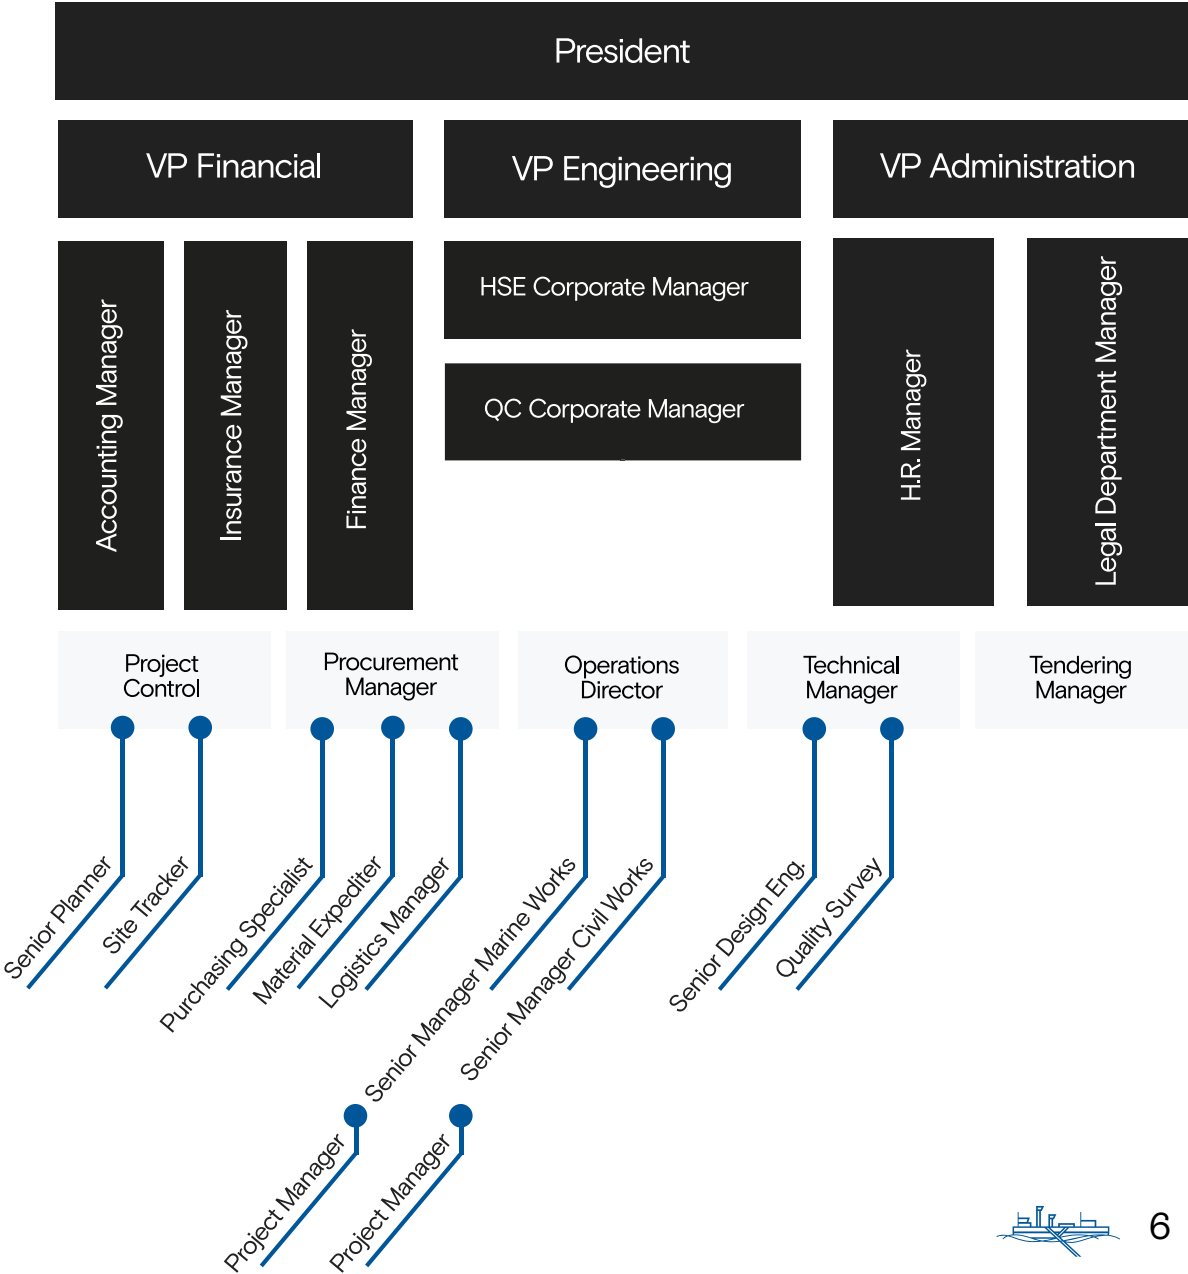 President
VP Financial
VP Engineering
VP Administration
Accounting Manager
Insurance Manager
Finance Manager
HSE Corporate Manager
QC Corporate Manager
H.R. Manager
Legal Department Manager
Project
Control
Procurement
Manager
Operations
Director
Technical
Manager
Tendering
Manager
Senior Planner
Site Tracker
Purchasing Specialist
Material Expediter
Logistics Manager
Senior Manager Marine Works
Senior Manager Civil Works
Senior Design Eng.
Quality Survey
Project Manager
Project Manager
6